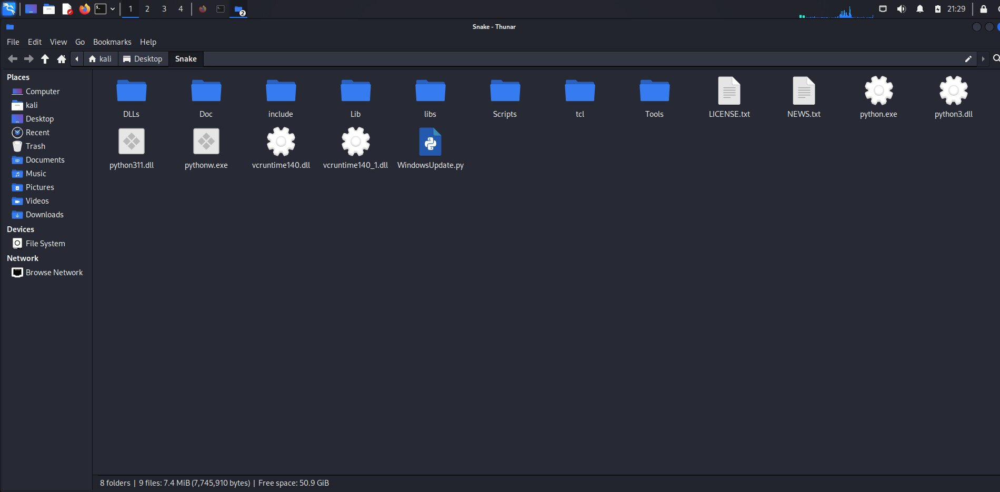 1 2 3 4 2 21:29
Snake - Thunar
File Edit View Go Bookmarks Help
kali Desktop Snake
Places
Computer
kali
Desktop
Recent
Trash
Documents
Music
Pictures
Videos
Downloads
Devices
File System
Network
Browse Network
DLLs Doc include Lib libs Scripts tcl Tools LICENSE.txt NEWS.txt python.exe python3.dll
python311.dll pythonw.exe vcruntime140.dll vcruntime140_1.dll WindowsUpdate.py
8 folders | 9 files: 7.4 MiB (7,745,910 bytes) | Free space: 50.9 GiB